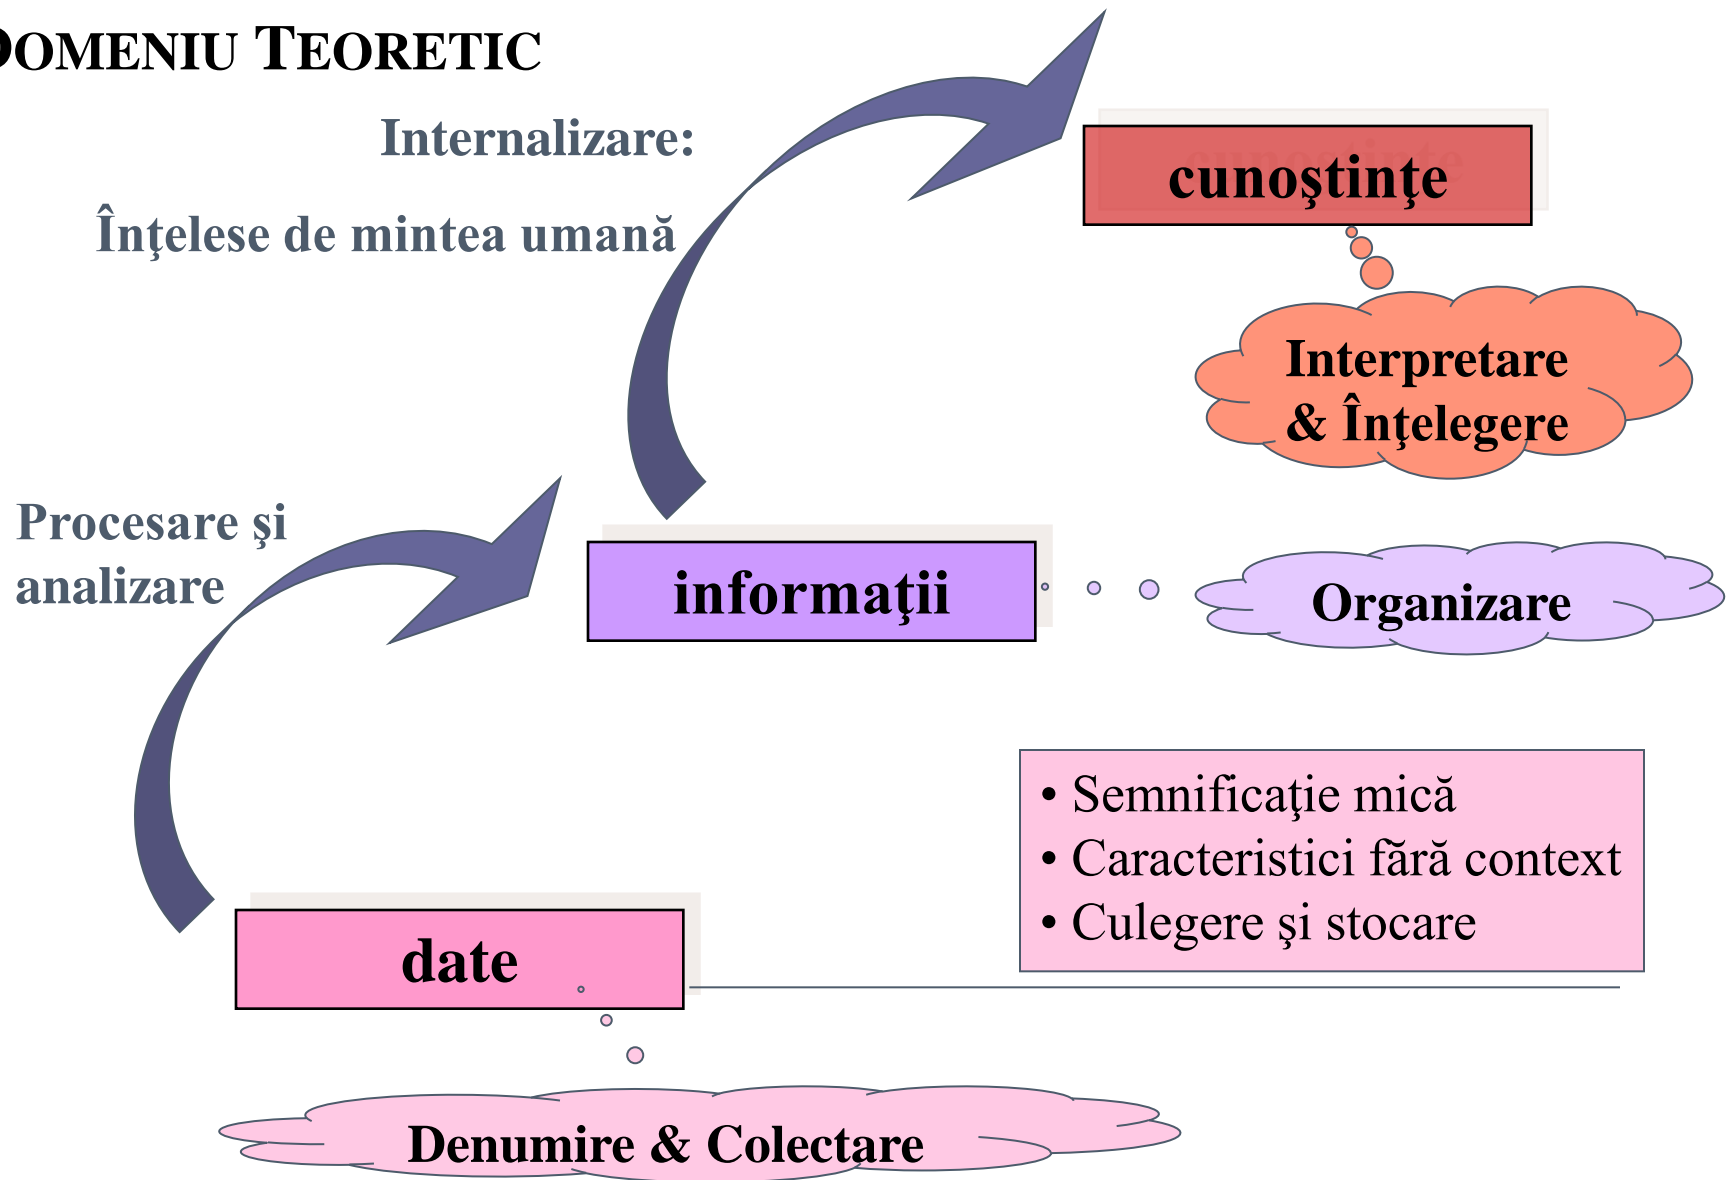 DOMENIU TEORETIC
Internalizare:
Înţelese de mintea umană
cunoştinţe
Interpretare
& Înţelegere
Procesare şi
analizare
informaţii
Organizare
• Semnificaţie mică
• Caracteristici fără context
• Culegere şi stocare
date
Denumire & Colectare